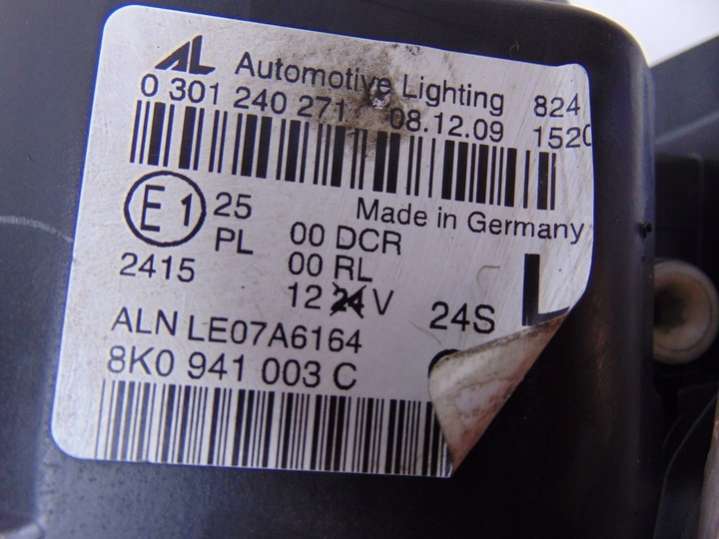 AL Automotive Lighting 824
0 301 240 271 08.12.09 1520
E1 25 Made in Germany
PL 00 DCR
2415 00 RL
12 24 V 24S L
ALN LE07A6164
8K0 941 003 C